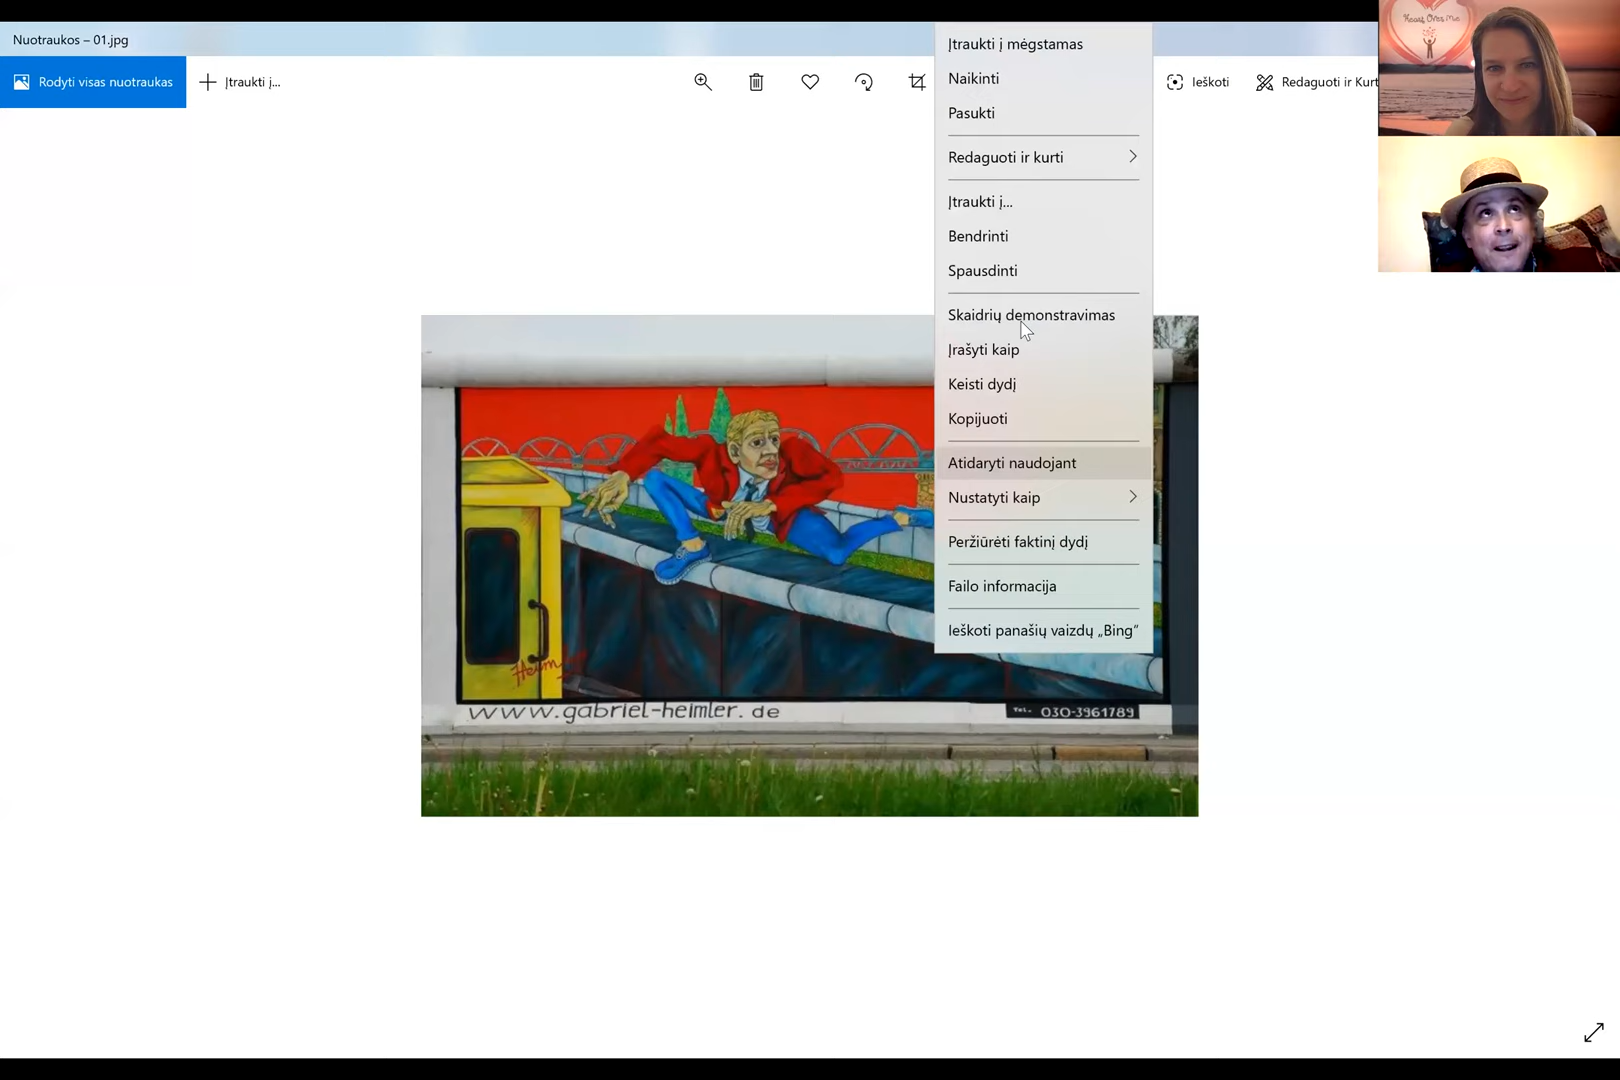 Nuotraukos – 01.jpg
Rodyti visas nuotraukas
Įtraukti į...
Ieškoti
Redaguoti ir Kurt
Įtraukti į mėgstamas
Naikinti
Pasukti
Redaguoti ir kurti
Įtraukti į...
Bendrinti
Spausdinti
Skaidrių demonstravimas
Įrašyti kaip
Keisti dydį
Kopijuoti
Atidaryti naudojant
Nustatyti kaip
Peržiūrėti faktinį dydį
Failo informacija
Ieškoti panašių vaizdų „Bing“
www.gabriel-heimler.de
Tel. 030-3961789